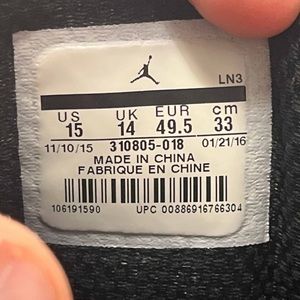 LN3
US UK EUR cm
15 14 49.5 33
11/10/15 310805-018 01/21/16
MADE IN CHINA
FABRIQUE EN CHINE
106191590 UPC 00886916766304